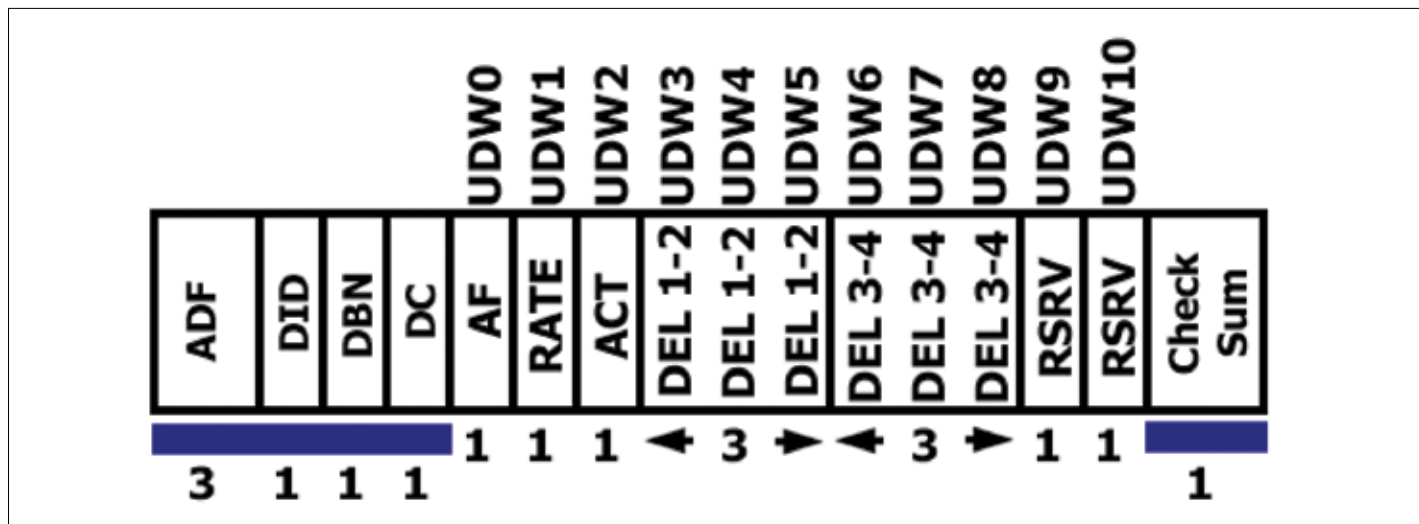 UDW0 UDW1 UDW2 UDW3 UDW4 UDW5 UDW6 UDW7 UDW8 UDW9 UDW10
ADF DID DBN DC AF RATE ACT DEL 1-2 DEL 1-2 DEL 1-2 DEL 3-4 DEL 3-4 DEL 3-4 RSRV RSRV Check
Sum
1 1 1 3 3 1 1
3 1 1 1 1